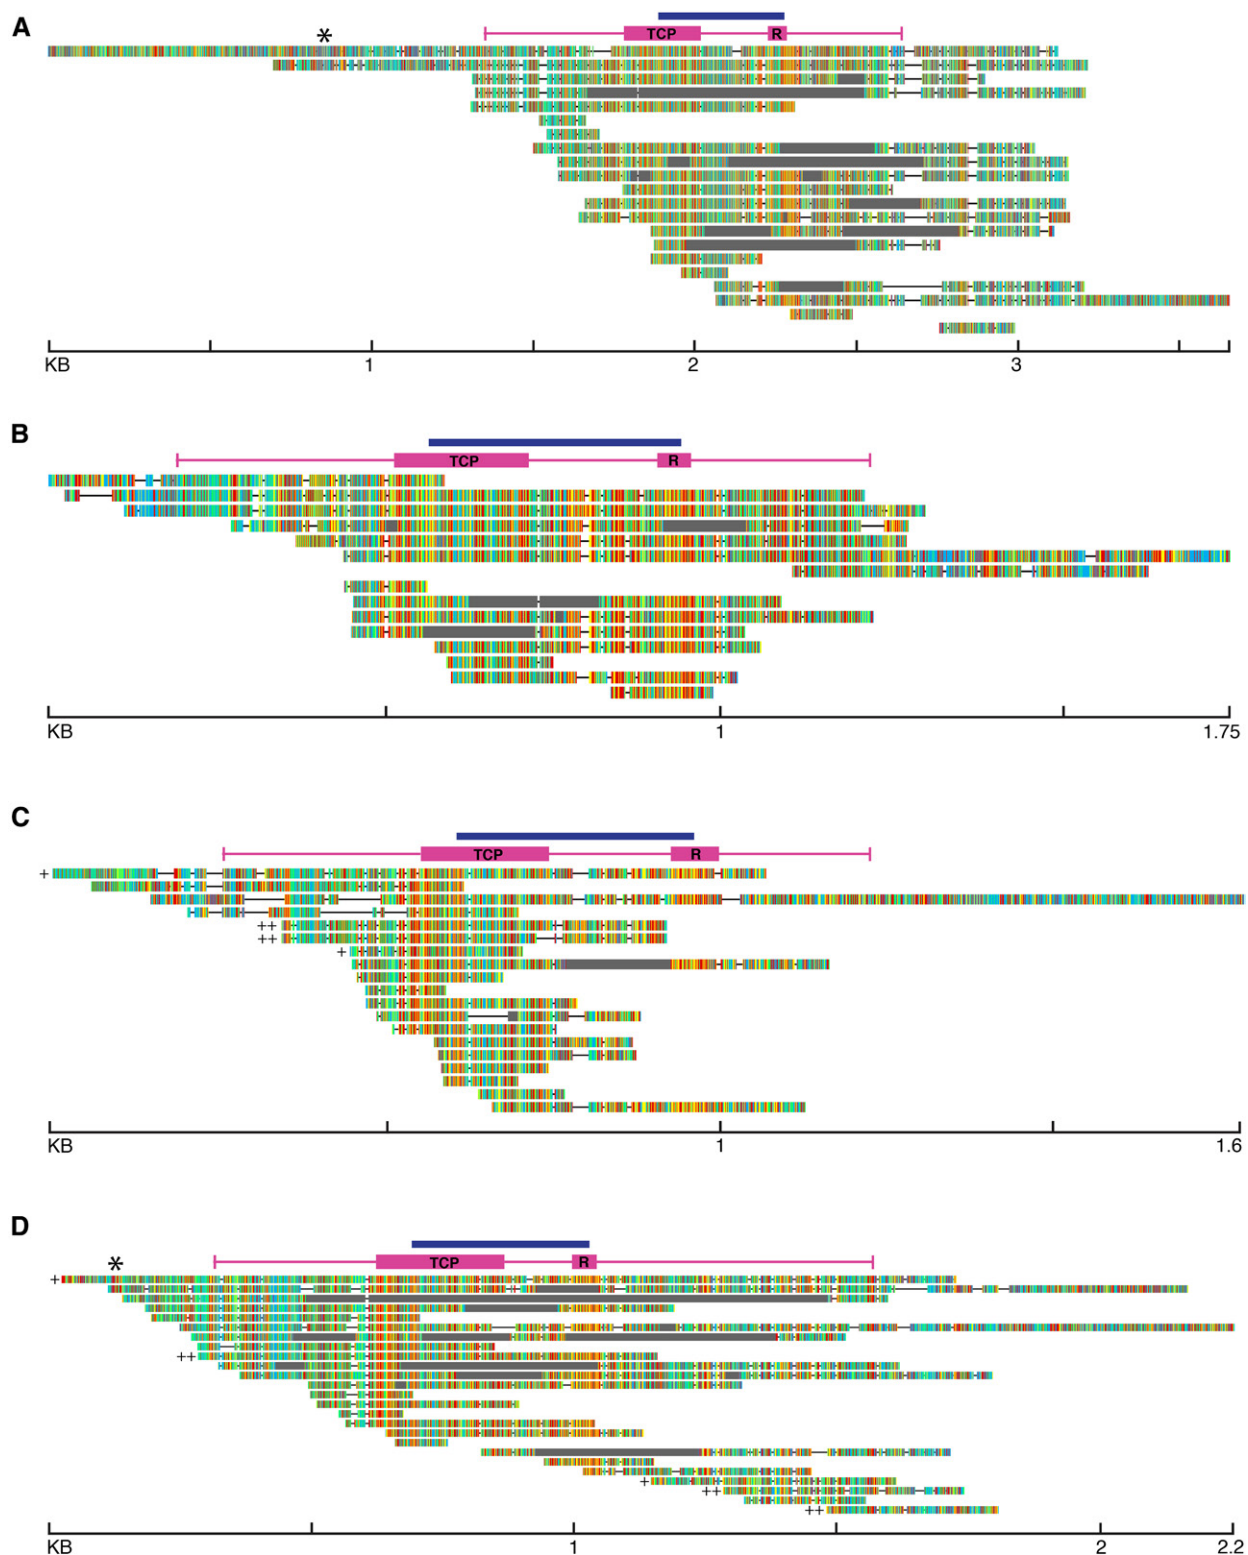 A
*
TCP R
KB 1 2 3
B
TCP R
KB 1 1.75
C
TCP R
+
++
++
+
KB 1 1.6
D
*
TCP R
+
++
+
++
++
KB 1 2 2.2